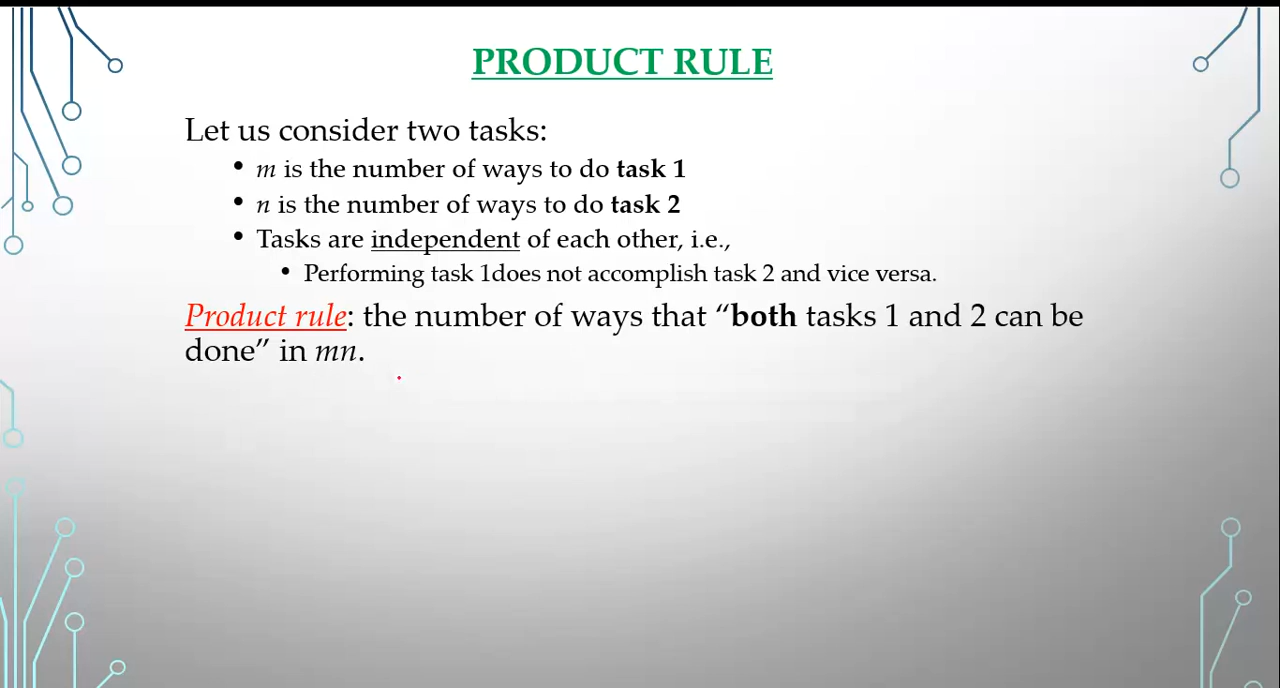 PRODUCT RULE
Let us consider two tasks:
• m is the number of ways to do task 1
• n is the number of ways to do task 2
• Tasks are independent of each other, i.e.,
• Performing task 1does not accomplish task 2 and vice versa.
Product rule: the number of ways that “both tasks 1 and 2 can be
done” in mn.